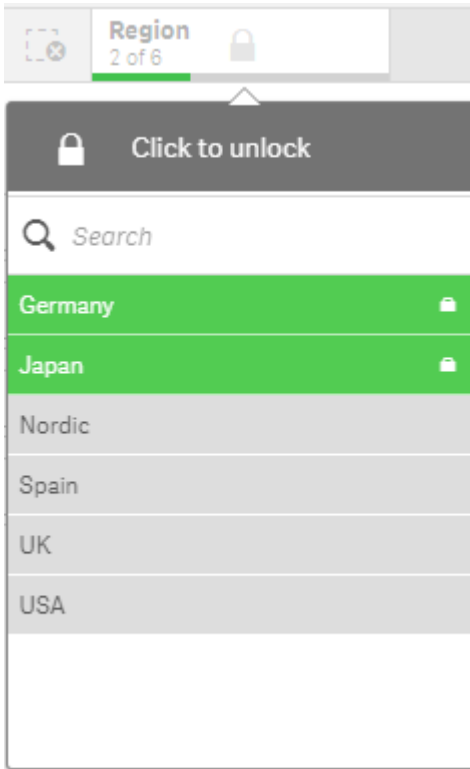 Region
2 of 6
Click to unlock
Search
Germany
Japan
Nordic
Spain
UK
USA